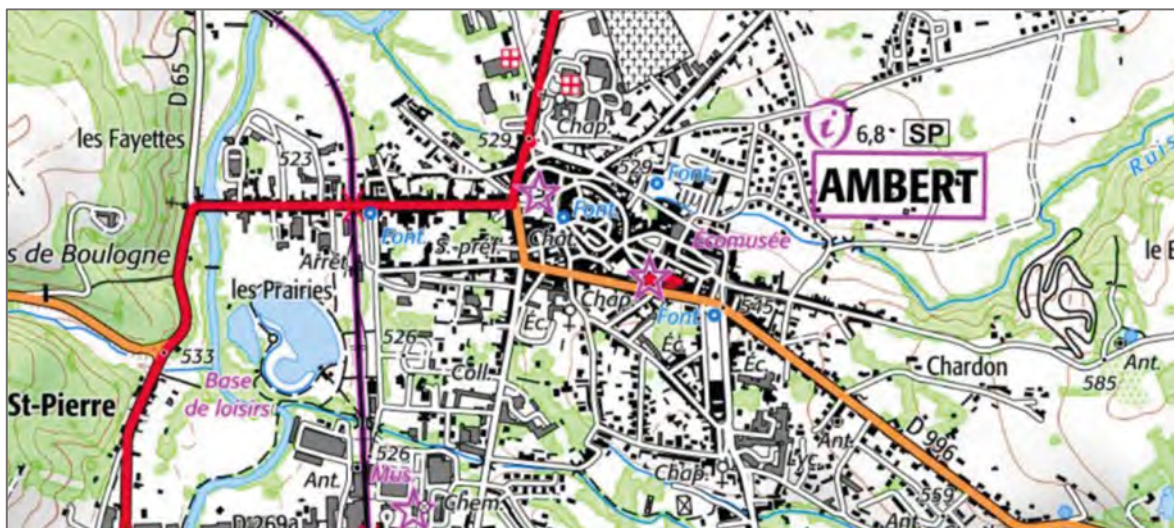 D 65
les Fayettes
523
529
Chap.
529
Font.
6,8 SP
AMBERT
Ruis
s de Boulogne
Font.
S.-préf.
Chât.
Font.
Écomusée
Arrêt
les Prairies
Chap.
545
Font.
533
526
Éc.
Éc.
Éc.
Chardon
585
Ant.
St-Pierre
Base
de loisirs
Coll.
D 996
Ant.
526
Mus.
Ant.
Chem.
Chap.
Lyc.
559
Ant.
D 269a